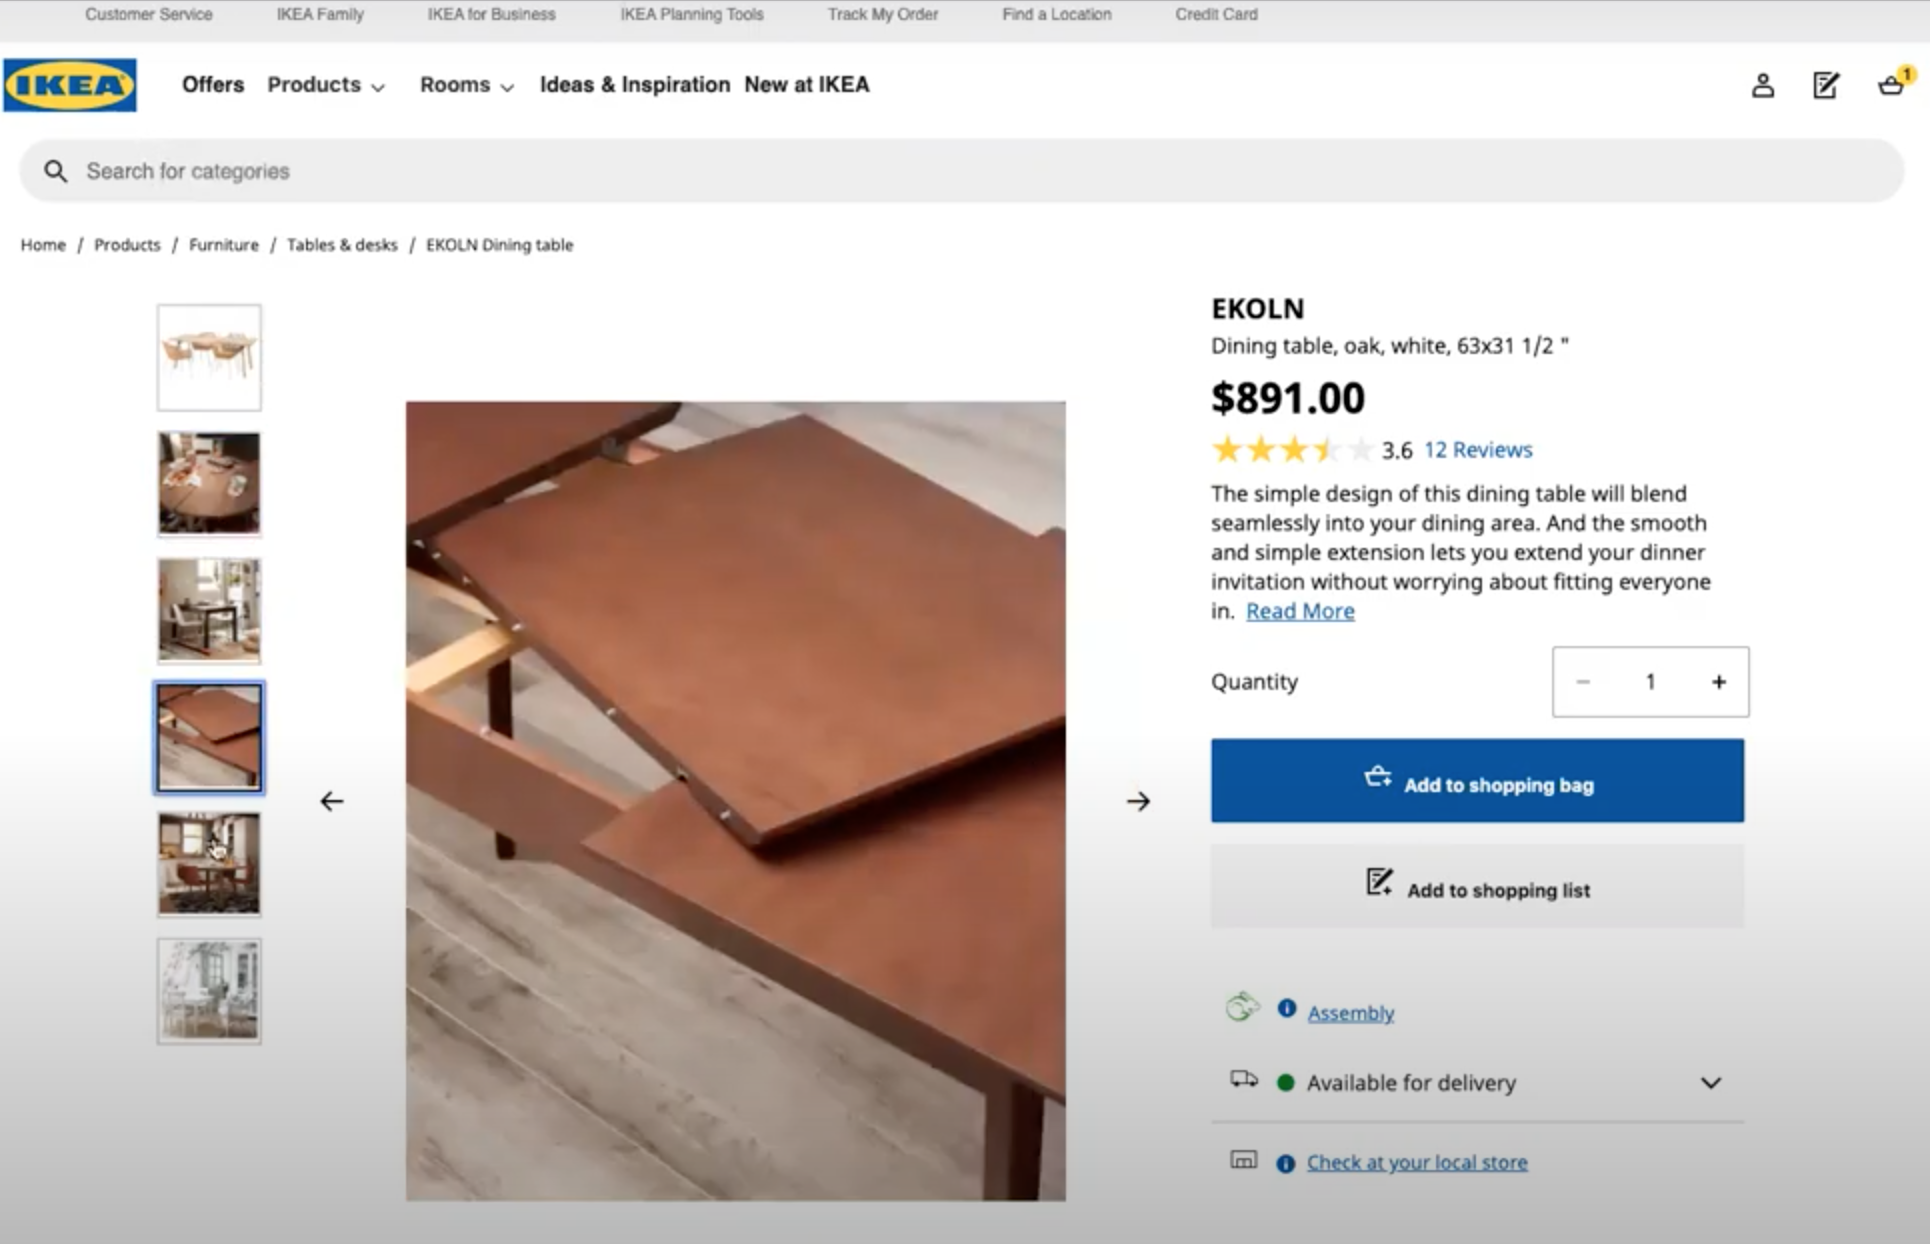 Customer Service IKEA Family IKEA for Business IKEA Planning Tools Track My Order Find a Location Credit Card
IKEA Offers Products Rooms Ideas & Inspiration New at IKEA 1
Search for categories
Home / Products / Furniture / Tables & desks / EKOLN Dining table
EKOLN
Dining table, oak, white, 63x31 1/2 "
$891.00
3.6 12 Reviews
The simple design of this dining table will blend
seamlessly into your dining area. And the smooth
and simple extension lets you extend your dinner
invitation without worrying about fitting everyone
in. Read More
Quantity − 1 +
Add to shopping bag
Add to shopping list
Assembly
Available for delivery
Check at your local store